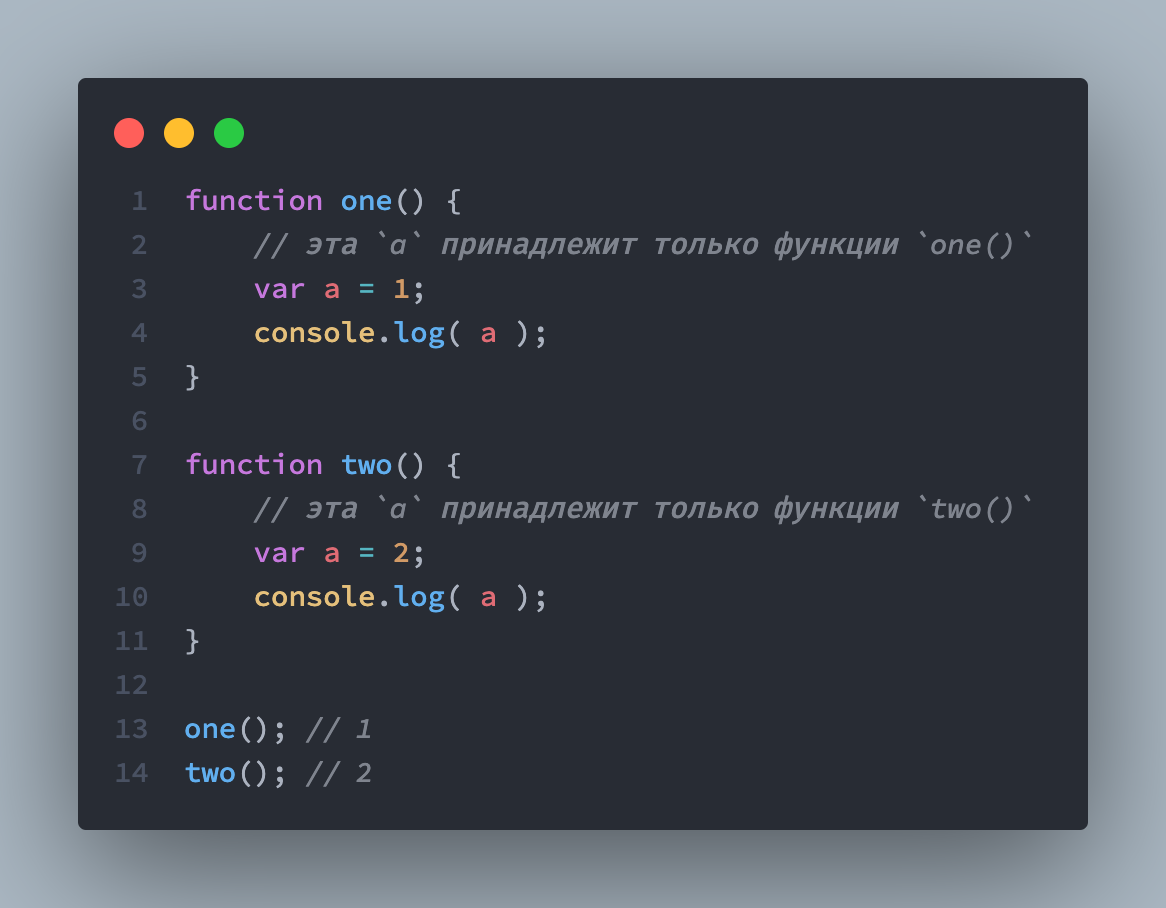 1 function one() {
2 // эта `a` принадлежит только функции `one()`
3 var a = 1;
4 console.log( a );
5 }
6
7 function two() {
8 // эта `a` принадлежит только функции `two()`
9 var a = 2;
10 console.log( a );
11 }
12
13 one(); // 1
14 two(); // 2